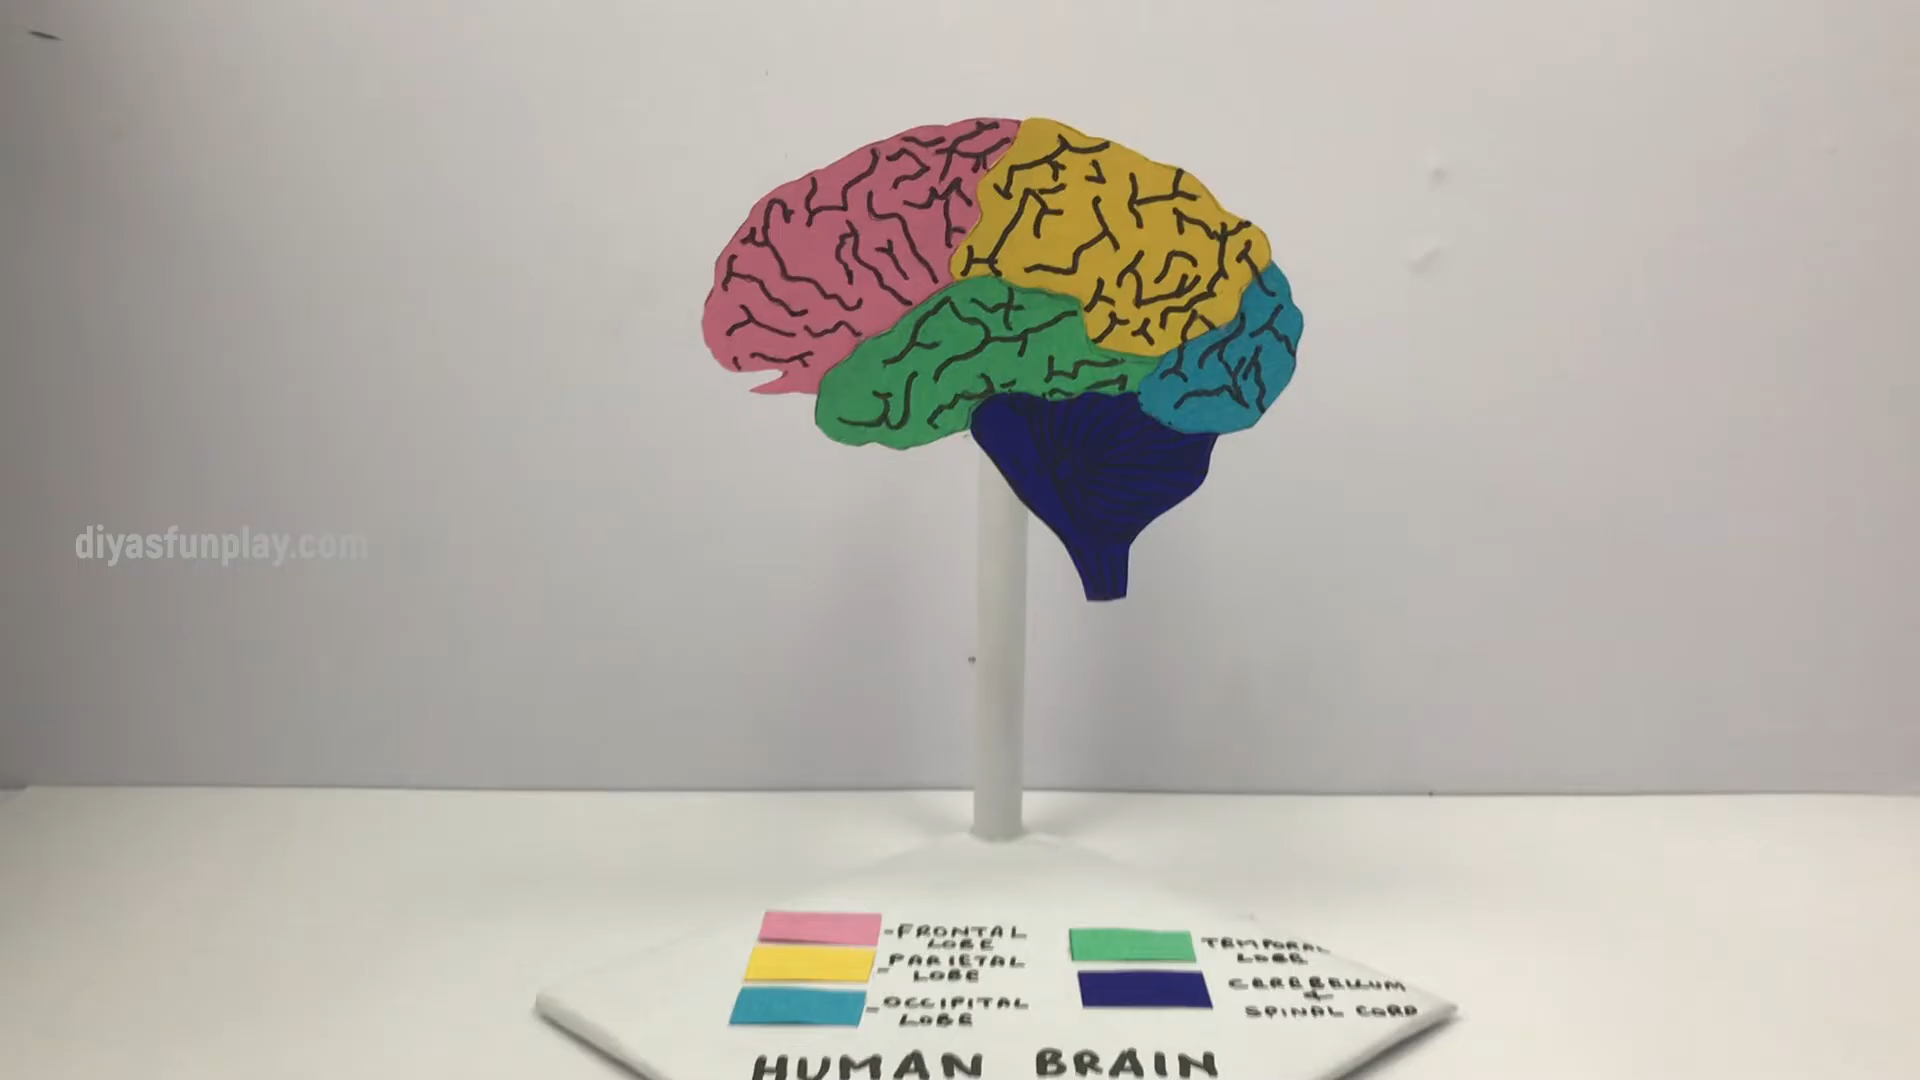 diyasfunplay.com
-FRONTAL
LOBE
-PARIETAL
LOBE
-OCCIPITAL
LOBE
TEMPORAL
LOBE
CEREBELLUM
&
SPINAL CORD
HUMAN BRAIN